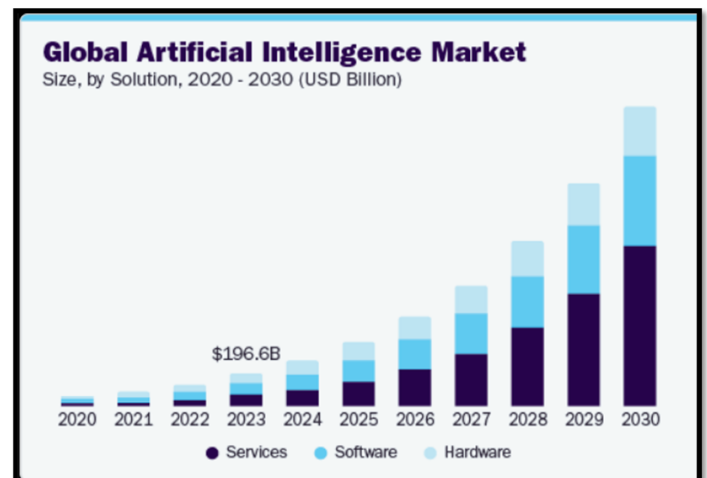 Global Artificial Intelligence Market
Size, by Solution, 2020 - 2030 (USD Billion)
$196.6B
2020 2021 2022 2023 2024 2025 2026 2027 2028 2029 2030
Services Software Hardware